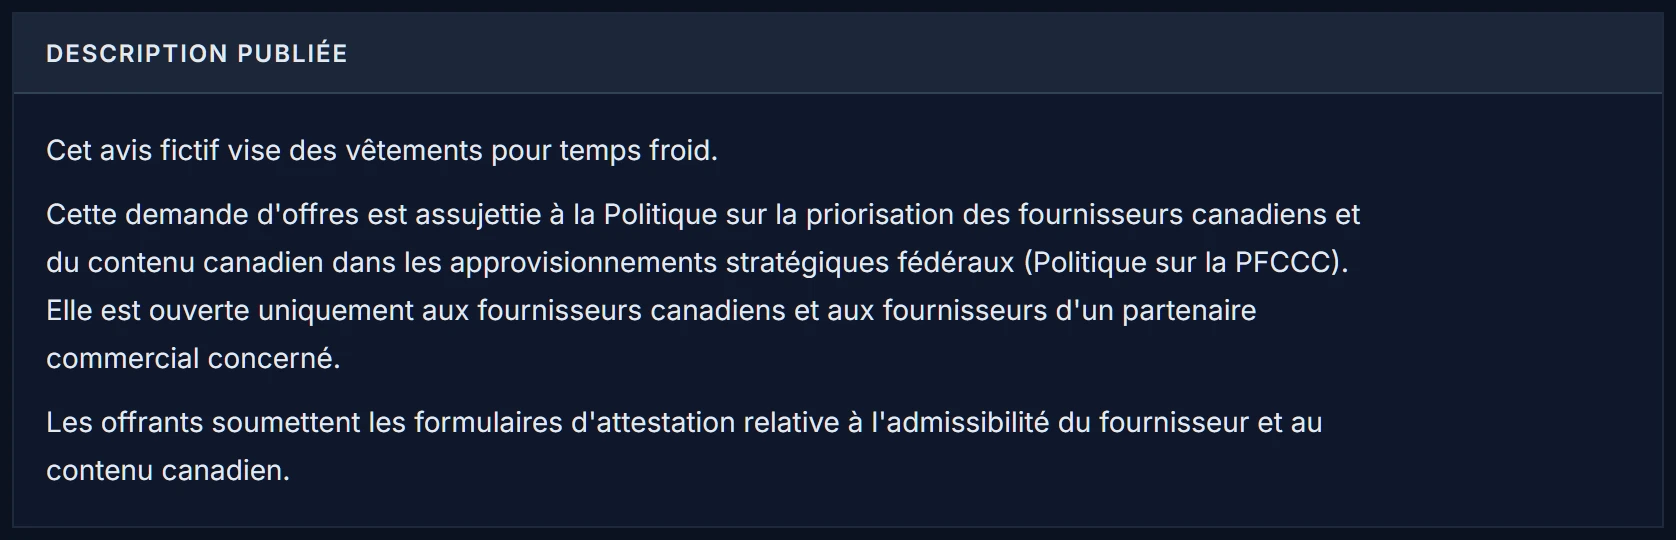 DESCRIPTION PUBLIÉE
Cet avis fictif vise des vêtements pour temps froid.
Cette demande d'offres est assujettie à la Politique sur la priorisation des fournisseurs canadiens et
du contenu canadien dans les approvisionnements stratégiques fédéraux (Politique sur la PFCCC).
Elle est ouverte uniquement aux fournisseurs canadiens et aux fournisseurs d'un partenaire
commercial concerné.
Les offrants soumettent les formulaires d'attestation relative à l'admissibilité du fournisseur et au
contenu canadien.